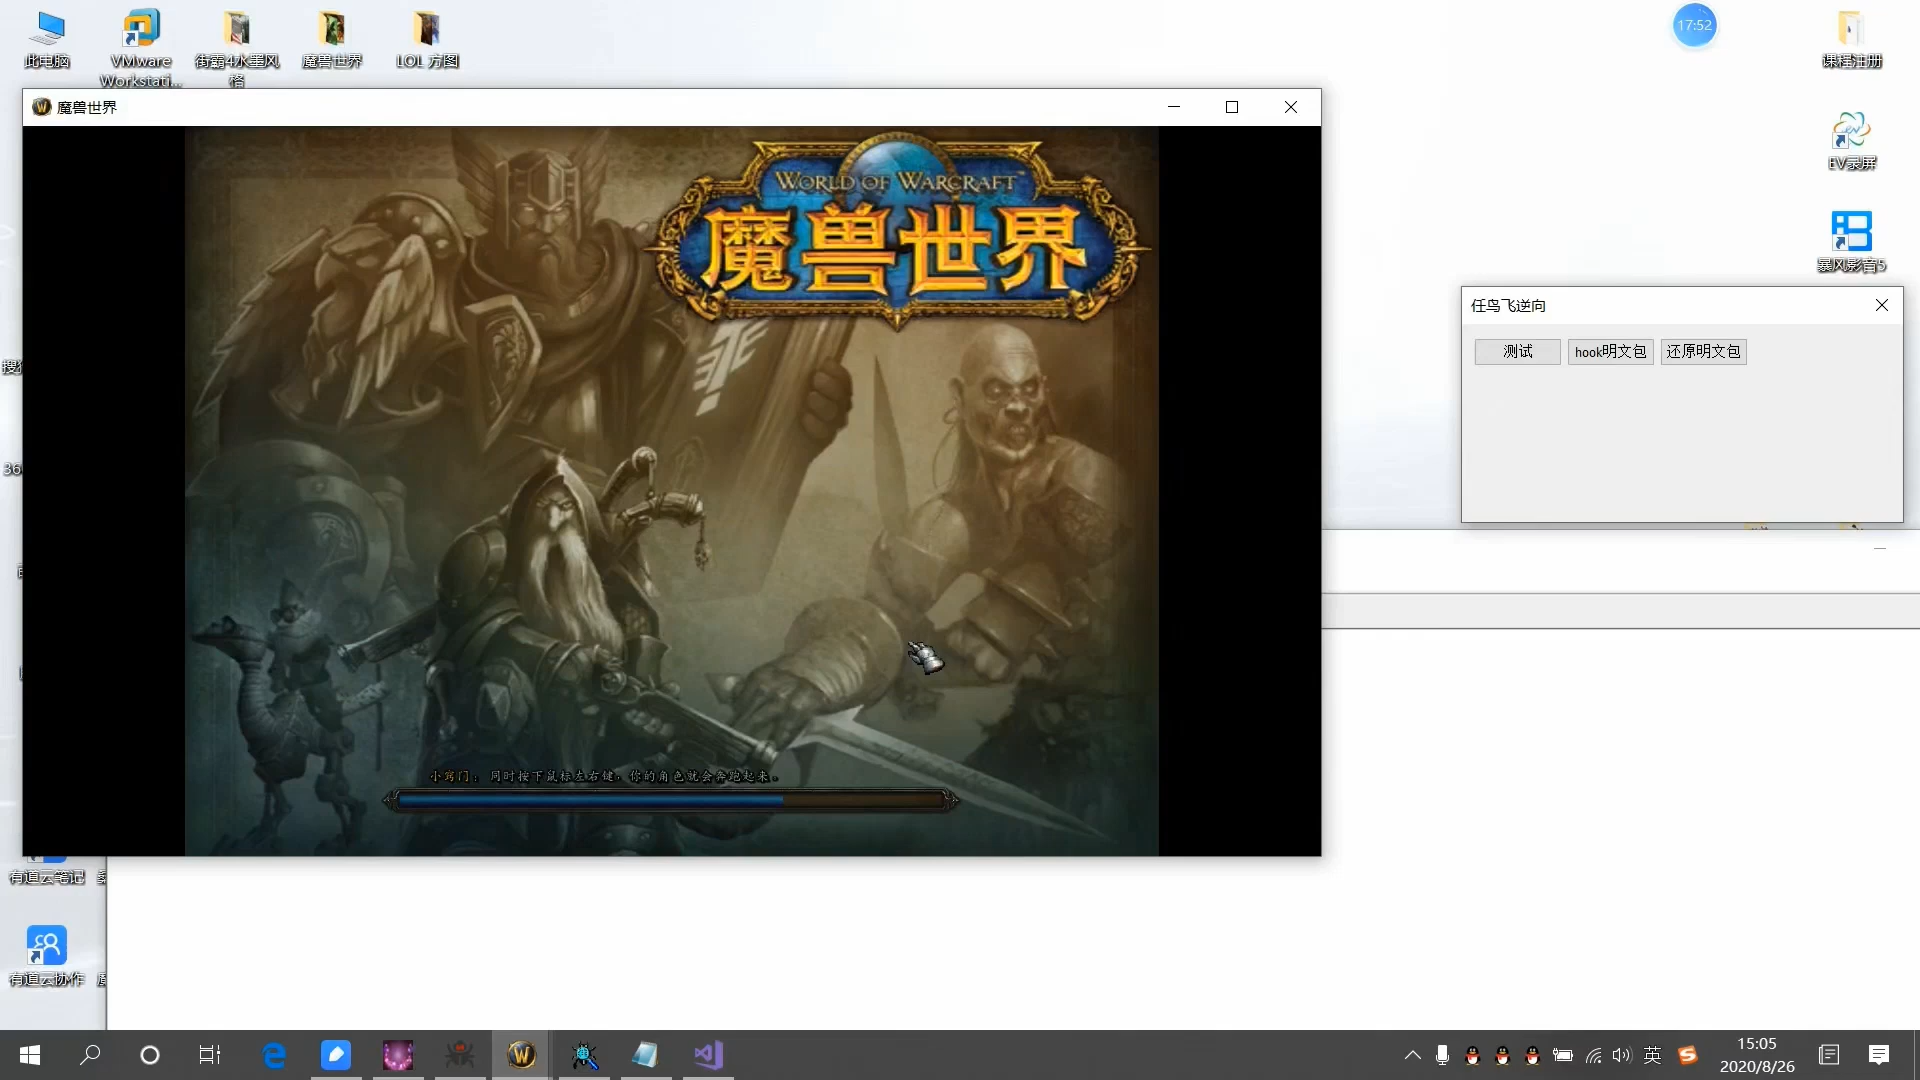 此电脑
VMware
Workstati...
街霸4水墨风
格
魔兽世界
LOL 方图
17:52
课程注册
EV录屏
暴风影音5
魔兽世界
WORLD OF WARCRAFT
魔兽世界
小窍门：同时按下鼠标左右键，你的角色就会奔跑起来。
任鸟飞逆向
测试
hook明文包
还原明文包
36
有道云笔记
有道云协作
英
15:05
2020/8/26